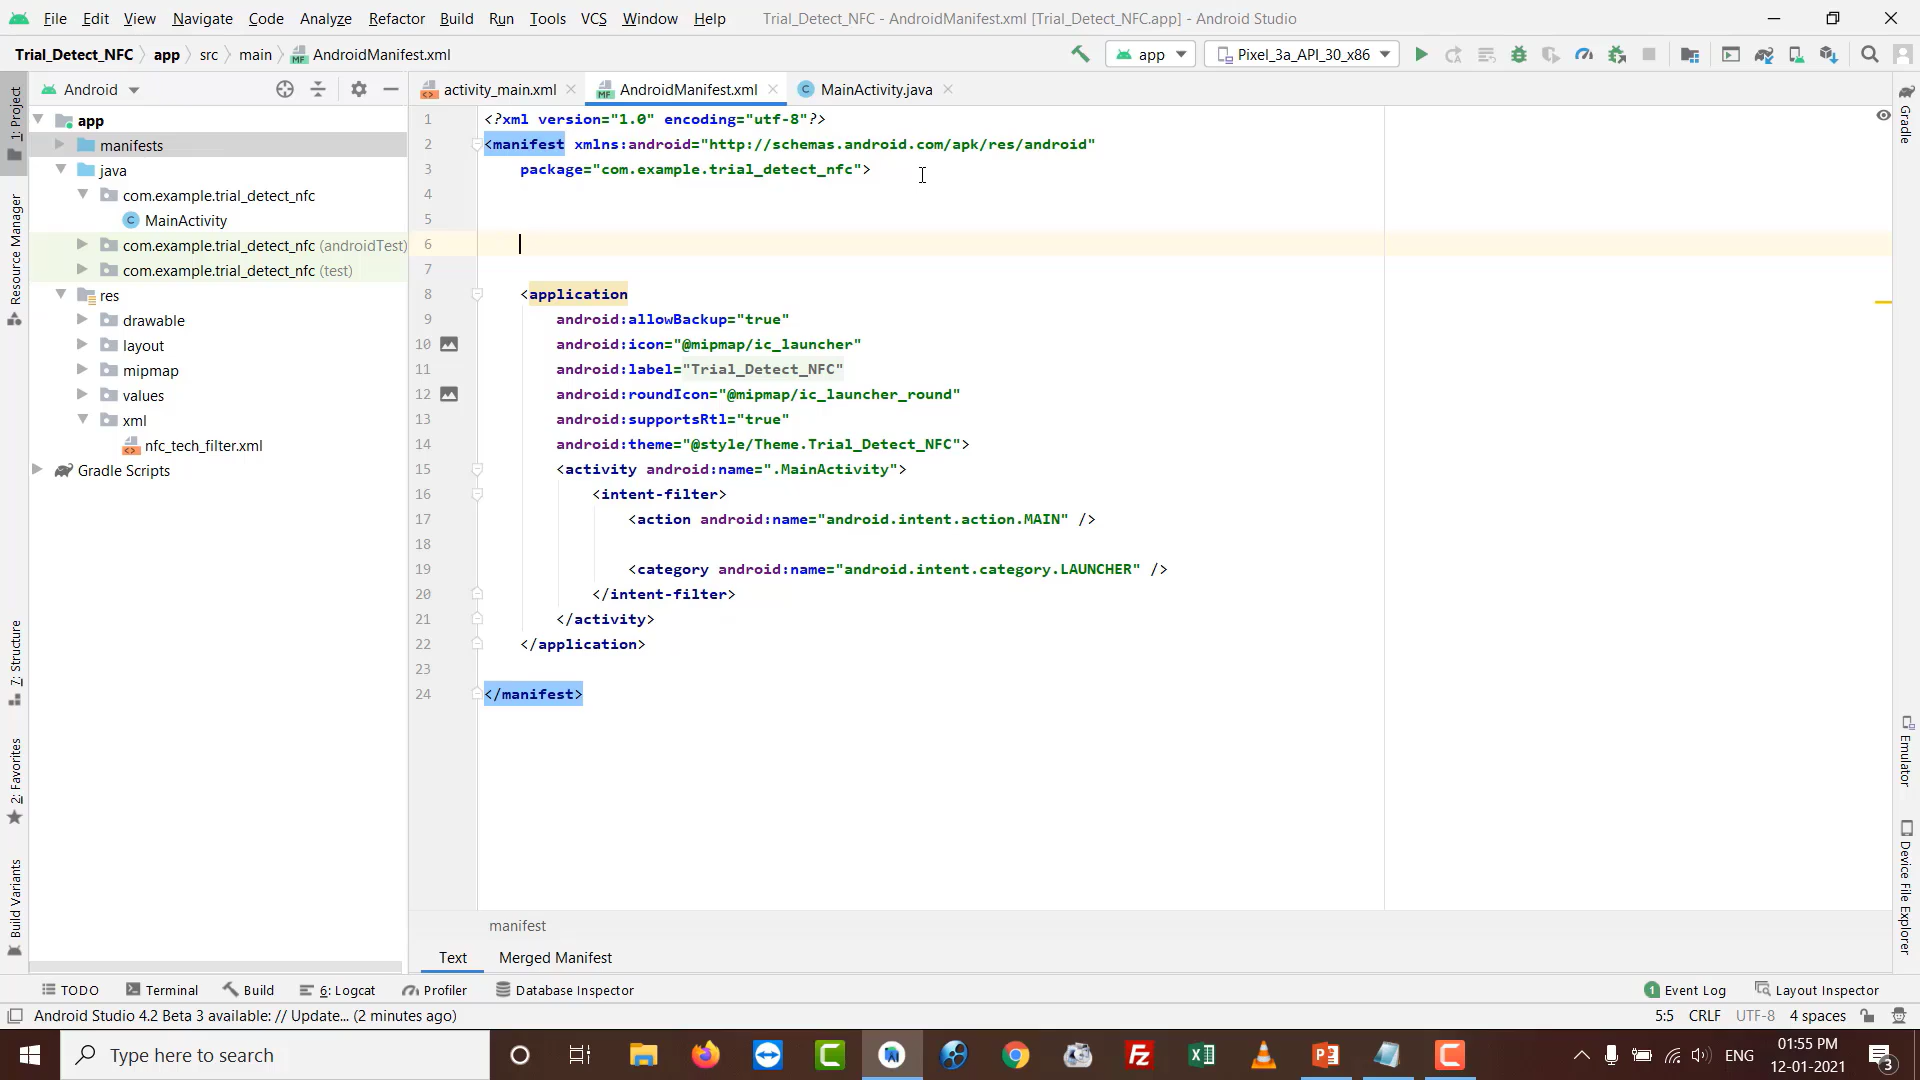 File Edit View Navigate Code Analyze Refactor Build Run Tools VCS Window Help Trial_Detect_NFC - AndroidManifest.xml [Trial_Detect_NFC.app] - Android Studio
Trial_Detect_NFC app src main AndroidManifest.xml app Pixel_3a_API_30_x86
1: Project
Resource Manager
7: Structure
2: Favorites
Build Variants
Android
app
manifests
java
com.example.trial_detect_nfc
MainActivity
com.example.trial_detect_nfc (androidTest)
com.example.trial_detect_nfc (test)
res
drawable
layout
mipmap
values
xml
nfc_tech_filter.xml
Gradle Scripts
activity_main.xml AndroidManifest.xml MainActivity.java
1 <?xml version="1.0" encoding="utf-8"?>
2 <manifest xmlns:android="http://schemas.android.com/apk/res/android"
3 package="com.example.trial_detect_nfc">
4
5
6
7
8 <application
9 android:allowBackup="true"
10 android:icon="@mipmap/ic_launcher"
11 android:label="Trial_Detect_NFC"
12 android:roundIcon="@mipmap/ic_launcher_round"
13 android:supportsRtl="true"
14 android:theme="@style/Theme.Trial_Detect_NFC">
15 <activity android:name=".MainActivity">
16 <intent-filter>
17 <action android:name="android.intent.action.MAIN" />
18
19 <category android:name="android.intent.category.LAUNCHER" />
20 </intent-filter>
21 </activity>
22 </application>
23
24 </manifest>
manifest
Text Merged Manifest
Gradle
Emulator
Device File Explorer
TODO Terminal Build 6: Logcat Profiler Database Inspector 1 Event Log Layout Inspector
Android Studio 4.2 Beta 3 available: // Update... (2 minutes ago) 5:5 CRLF UTF-8 4 spaces
Type here to search ENG 01:55 PM
12-01-2021 3